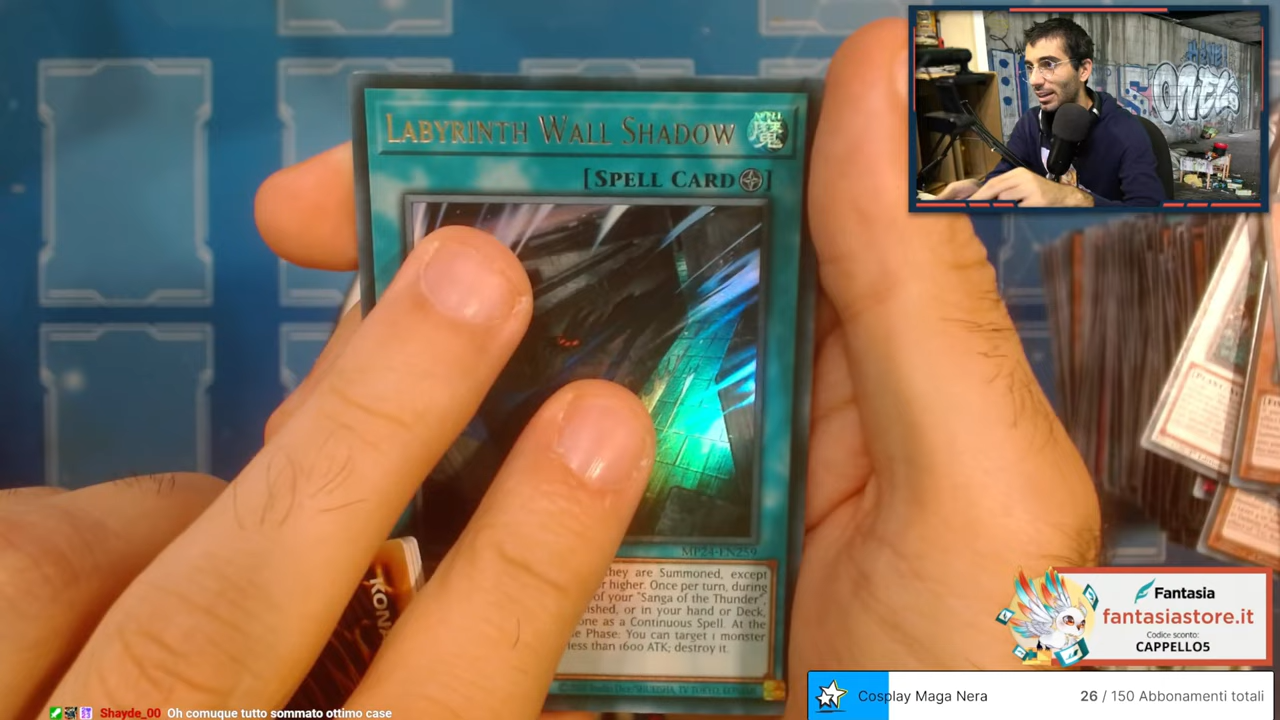 LABYRINTH WALL SHADOW
魔
[SPELL CARD]
MP24-EN259
they are Summoned, except
or higher. Once per turn, during
of your "Sanga of the Thunder",
ished, or in your hand or Deck,
one as a Continuous Spell. At the
Phase: You can target 1 monster
less than 1600 ATK; destroy it.
KONA
ONEL
Fantasia
fantasiastore.it
Codice sconto:
CAPPELLO5
Cosplay Maga Nera
26 / 150 Abbonamenti totali
Shayde_00 Oh comuque tutto sommato ottimo case